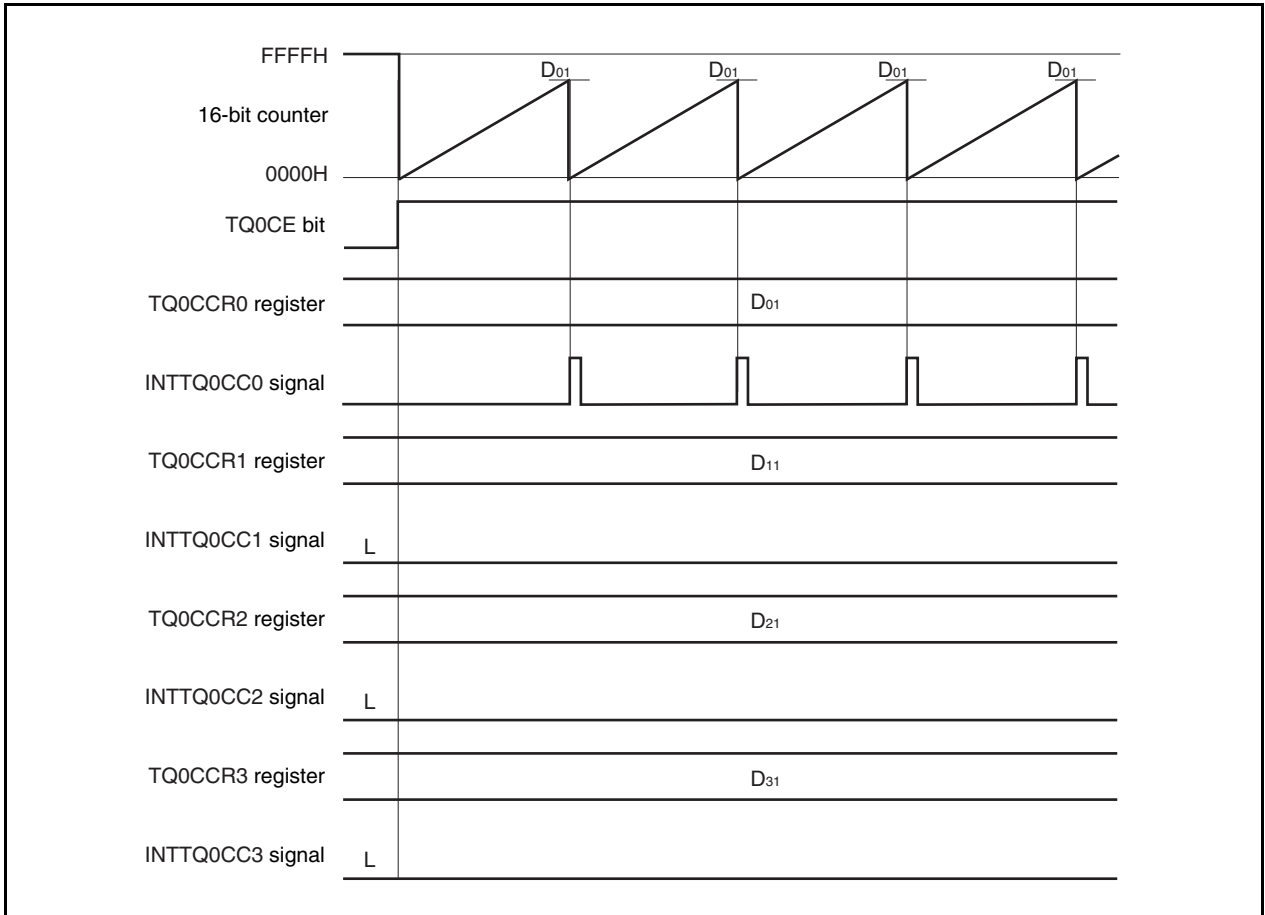 FFFFH
D01 D01 D01 D01
16-bit counter
0000H
TQ0CE bit
TQ0CCR0 register D01
INTTQ0CC0 signal
TQ0CCR1 register D11
INTTQ0CC1 signal L
TQ0CCR2 register D21
INTTQ0CC2 signal L
TQ0CCR3 register D31
INTTQ0CC3 signal L